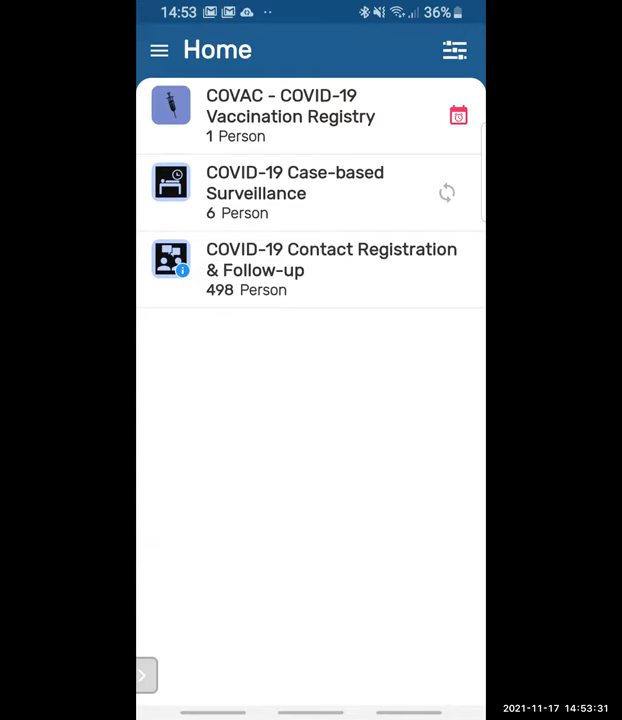 14:53
36%
Home
COVAC - COVID-19
Vaccination Registry
1 Person
COVID-19 Case-based
Surveillance
6 Person
COVID-19 Contact Registration
& Follow-up
498 Person
2021-11-17 14:53:31